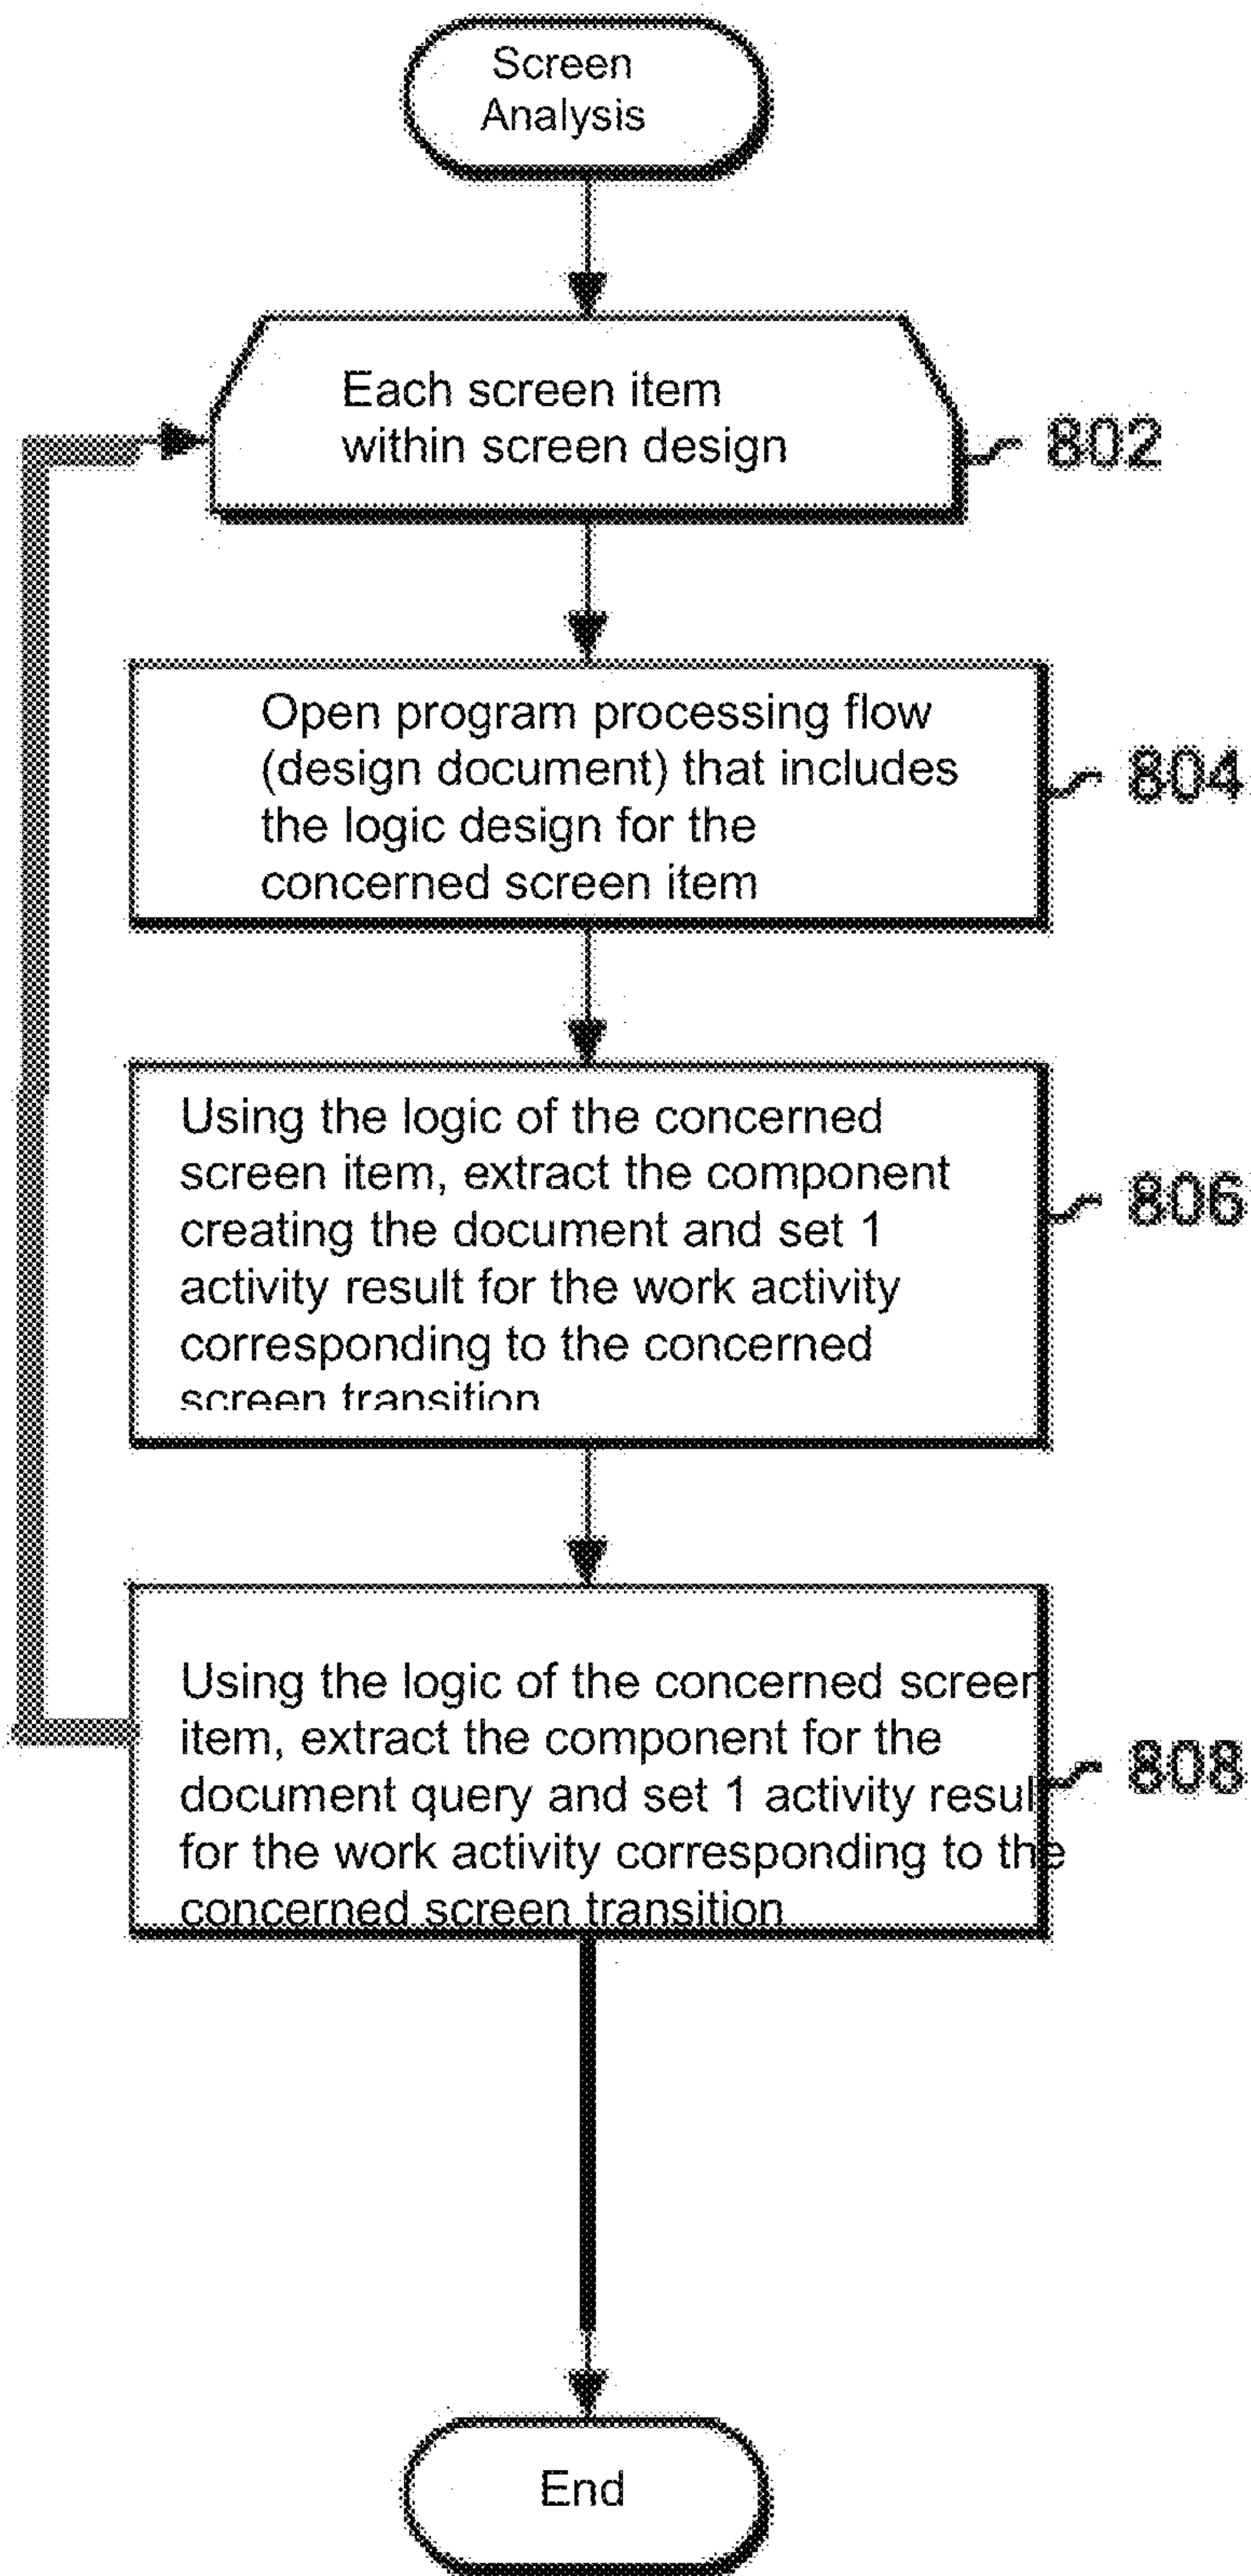 Screen
Analysis
Each screen item
within screen design
802
Open program processing flow
(design document) that includes
the logic design for the
concerned screen item
804
Using the logic of the concerned
screen item, extract the component
creating the document and set 1
activity result for the work activity
corresponding to the concerned
screen transition
806
Using the logic of the concerned screen
item, extract the component for the
document query and set 1 activity result
for the work activity corresponding to the
concerned screen transition
808
End